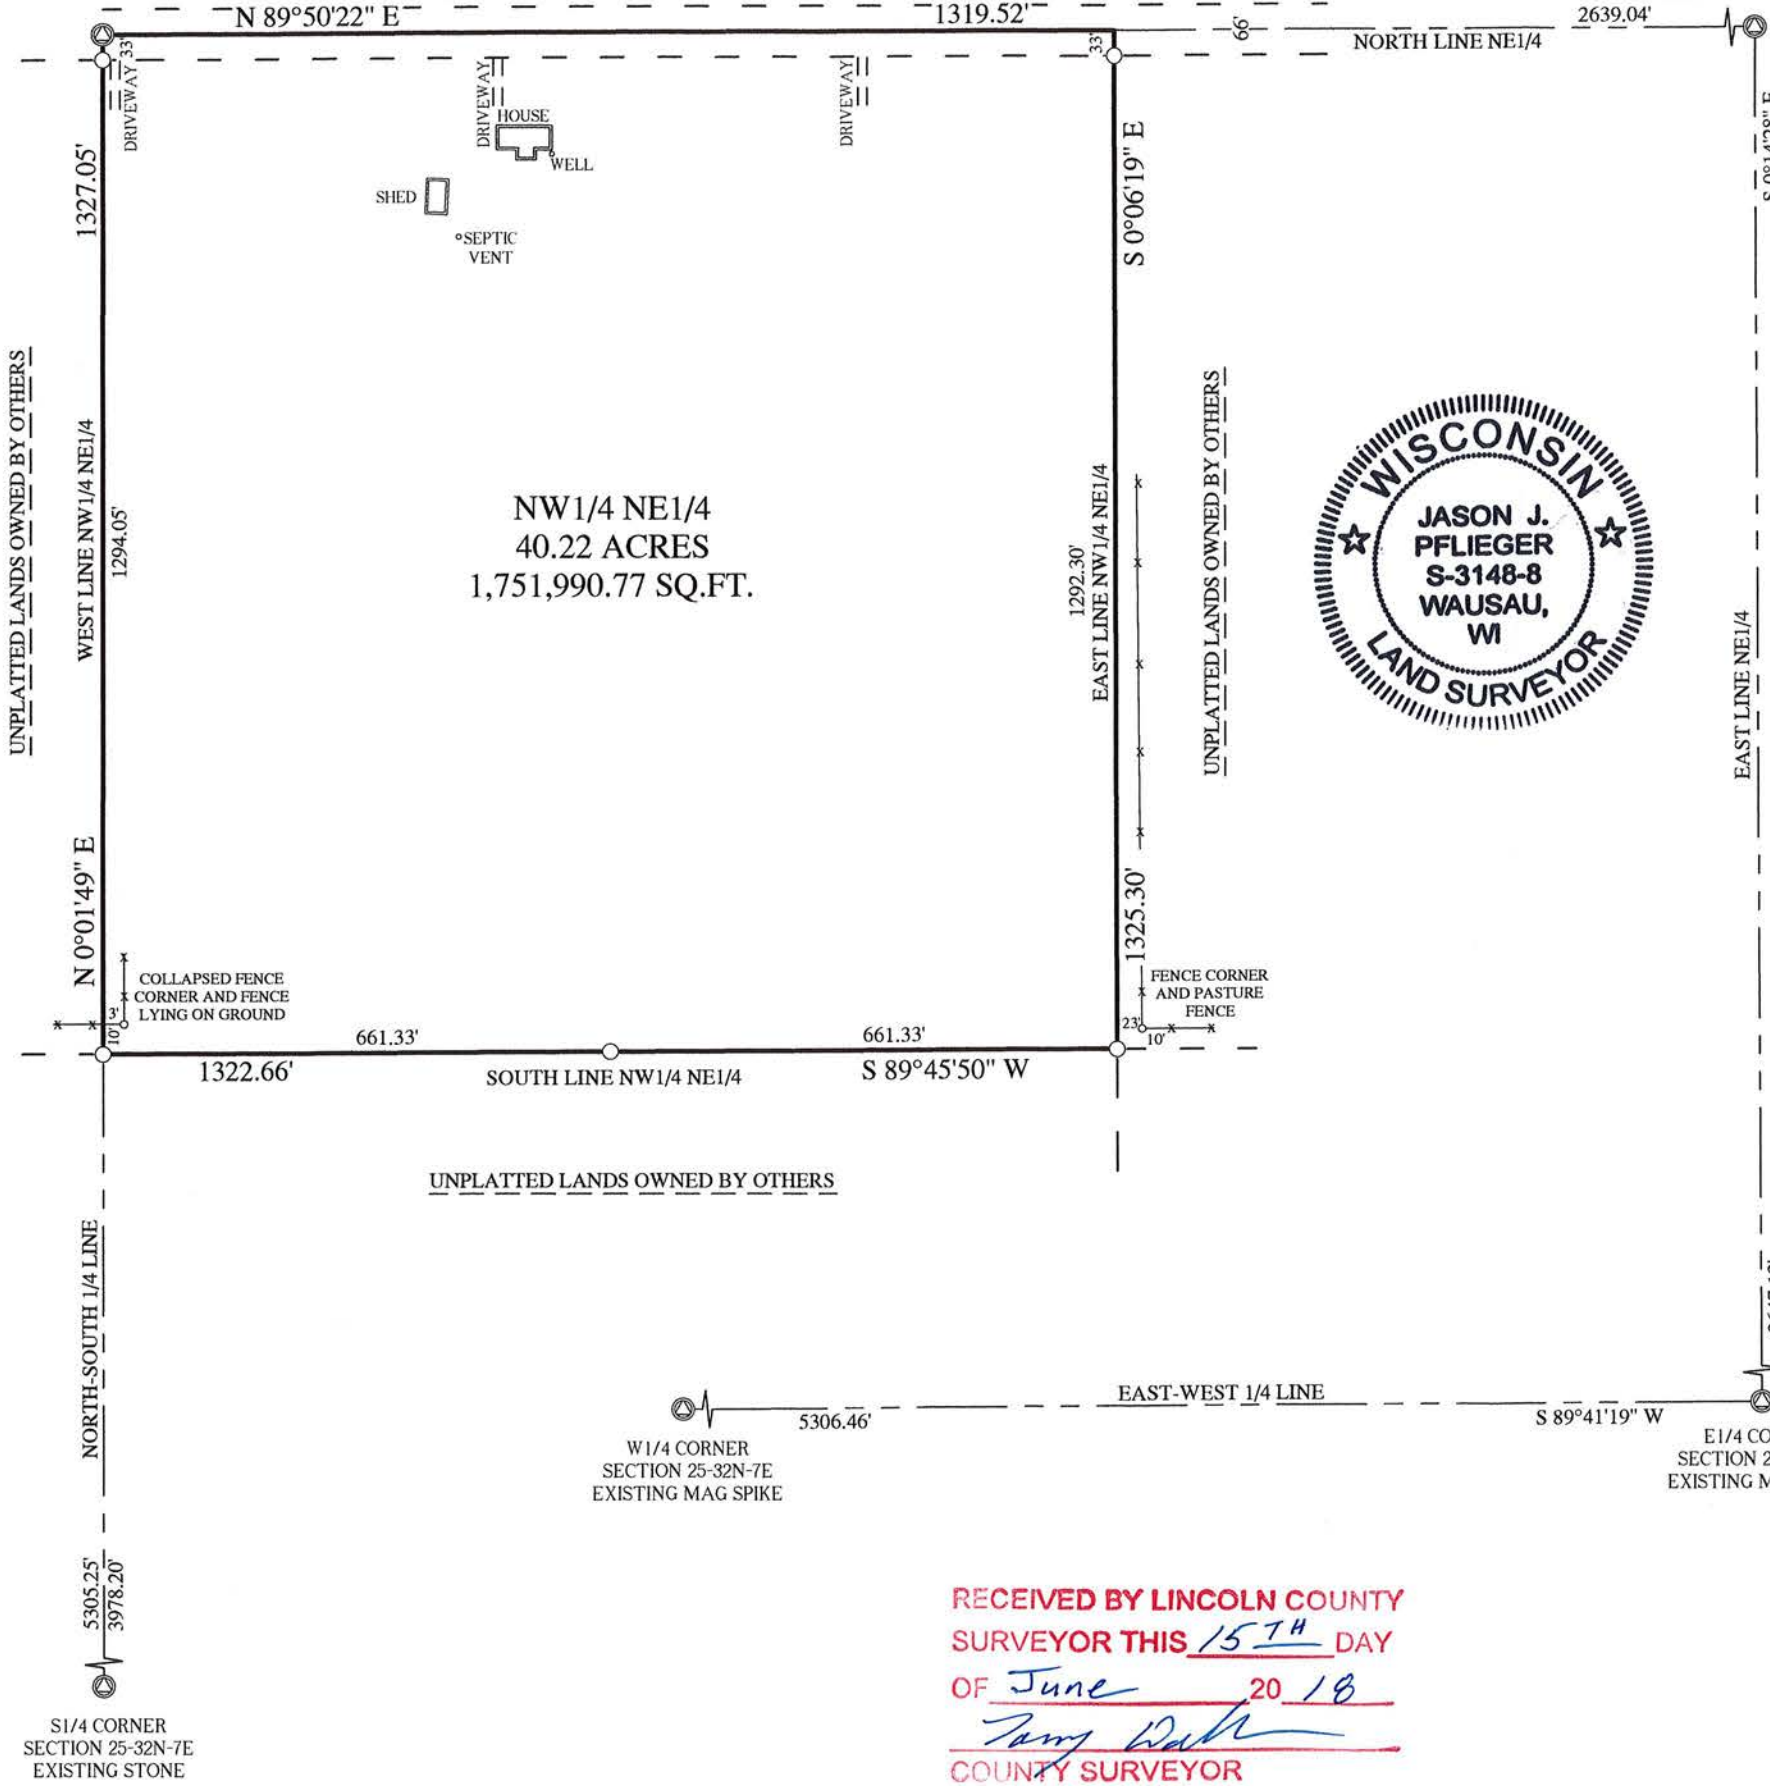 N 89°50'22" E
1319.52'
66'
2639.04'
NORTH LINE NE1/4
33'
33'
DRIVEWAY
DRIVEWAY
DRIVEWAY
HOUSE
WELL
SHED
SEPTIC
VENT
1327.05'
S 0°06'19" E
S 0°14'28" E
UNPLATTED LANDS OWNED BY OTHERS
WEST LINE NW1/4 NE1/4
1294.05'
NW1/4 NE1/4
40.22 ACRES
1,751,990.77 SQ.FT.
1292.30'
EAST LINE NW1/4 NE1/4
UNPLATTED LANDS OWNED BY OTHERS
WISCONSIN
JASON J.
PFLIEGER
S-3148-8
WAUSAU,
WI
LAND SURVEYOR
EAST LINE NE1/4
N 0°01'49" E
1325.30'
COLLAPSED FENCE
CORNER AND FENCE
LYING ON GROUND
3'
10'
FENCE CORNER
AND PASTURE
FENCE
23'
10'
661.33'
661.33'
1322.66'
SOUTH LINE NW1/4 NE1/4
S 89°45'50" W
UNPLATTED LANDS OWNED BY OTHERS
NORTH-SOUTH 1/4 LINE
EAST-WEST 1/4 LINE
5306.46'
S 89°41'19" W
W1/4 CORNER
SECTION 25-32N-7E
EXISTING MAG SPIKE
E1/4 CO
SECTION 2
EXISTING M
5305.25'
3978.20'
S1/4 CORNER
SECTION 25-32N-7E
EXISTING STONE
RECEIVED BY LINCOLN COUNTY
SURVEYOR THIS 15TH DAY
OF June 20 18
COUNTY SURVEYOR